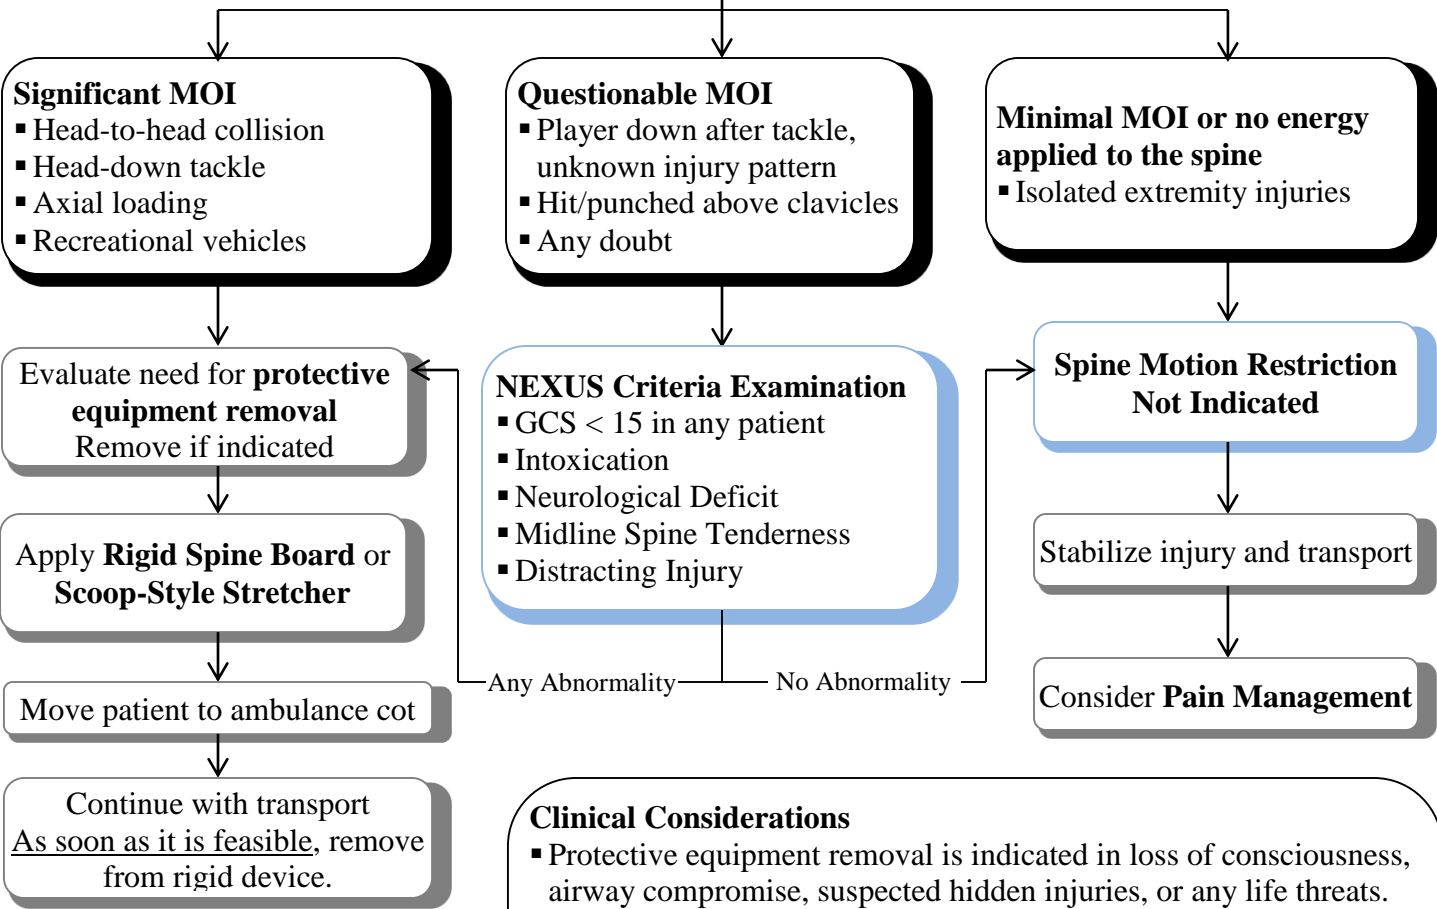 Significant MOI
▪ Head-to-head collision
▪ Head-down tackle
▪ Axial loading
▪ Recreational vehicles
Questionable MOI
▪ Player down after tackle,
unknown injury pattern
▪ Hit/punched above clavicles
▪ Any doubt
Minimal MOI or no energy
applied to the spine
▪ Isolated extremity injuries
Evaluate need for protective
equipment removal
Remove if indicated
NEXUS Criteria Examination
▪ GCS < 15 in any patient
▪ Intoxication
▪ Neurological Deficit
▪ Midline Spine Tenderness
▪ Distracting Injury
Spine Motion Restriction
Not Indicated
Apply Rigid Spine Board or
Scoop-Style Stretcher
Stabilize injury and transport
Any Abnormality
No Abnormality
Move patient to ambulance cot
Consider Pain Management
Continue with transport
As soon as it is feasible, remove
from rigid device.
Clinical Considerations
▪ Protective equipment removal is indicated in loss of consciousness,
airway compromise, suspected hidden injuries, or any life threats.